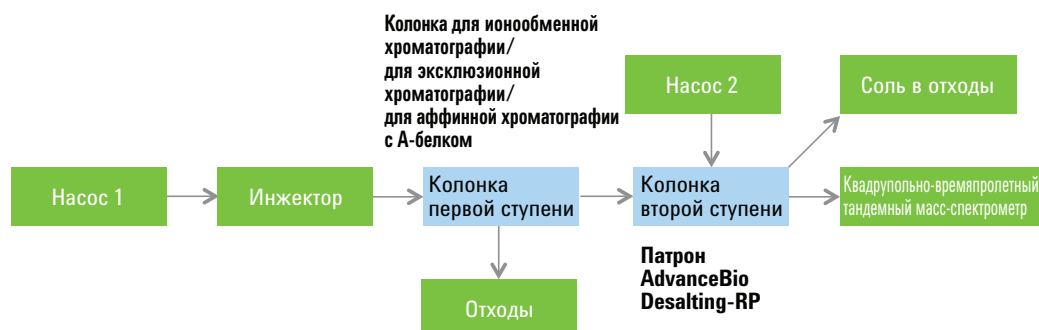 Колонка для ионообменной
хроматографии/
для эксклюзионной
хроматографии/
для аффинной хроматографии
с А-белком
Насос 2
Соль в отходы
Насос 1
Инжектор
Колонка
первой ступени
Колонка
второй ступени
Квадрупольно-времяпролетный
тандемный масс-спектрометр
Патрон
AdvanceBio
Desalting-RP
Отходы